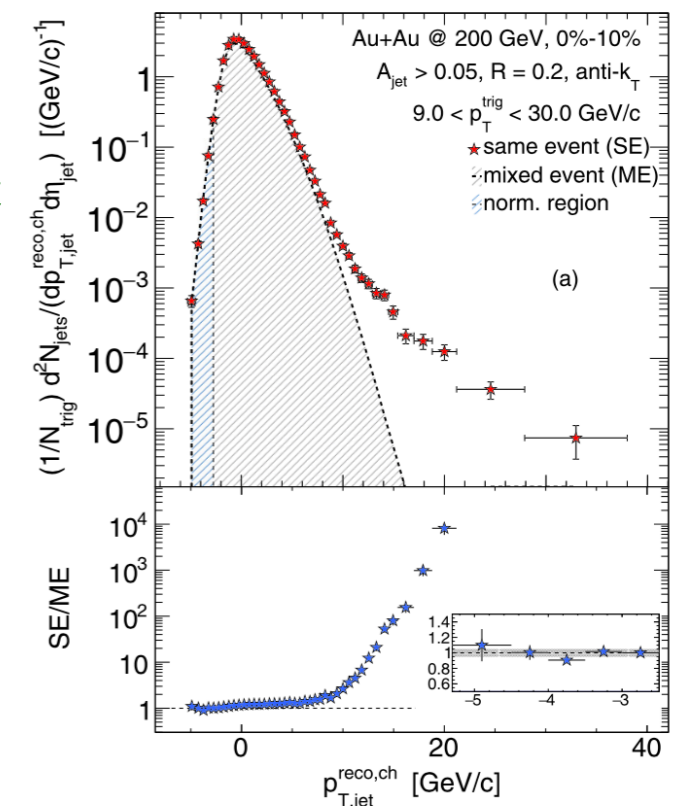 Au+Au @ 200 GeV, 0%-10%
A_jet > 0.05, R = 0.2, anti-k_T
9.0 < p_T^trig < 30.0 GeV/c
same event (SE)
mixed event (ME)
norm. region
(a)
(1/N_trig) d²N_jets/(dp_T,jet^reco,ch dη_jet) [(GeV/c)⁻¹]
1
10⁻¹
10⁻²
10⁻³
10⁻⁴
10⁻⁵
SE/ME
10⁴
10³
10²
10
1
1.4
1.2
1
0.8
0.6
−5 −4 −3
0 20 40
p_T,jet^reco,ch [GeV/c]